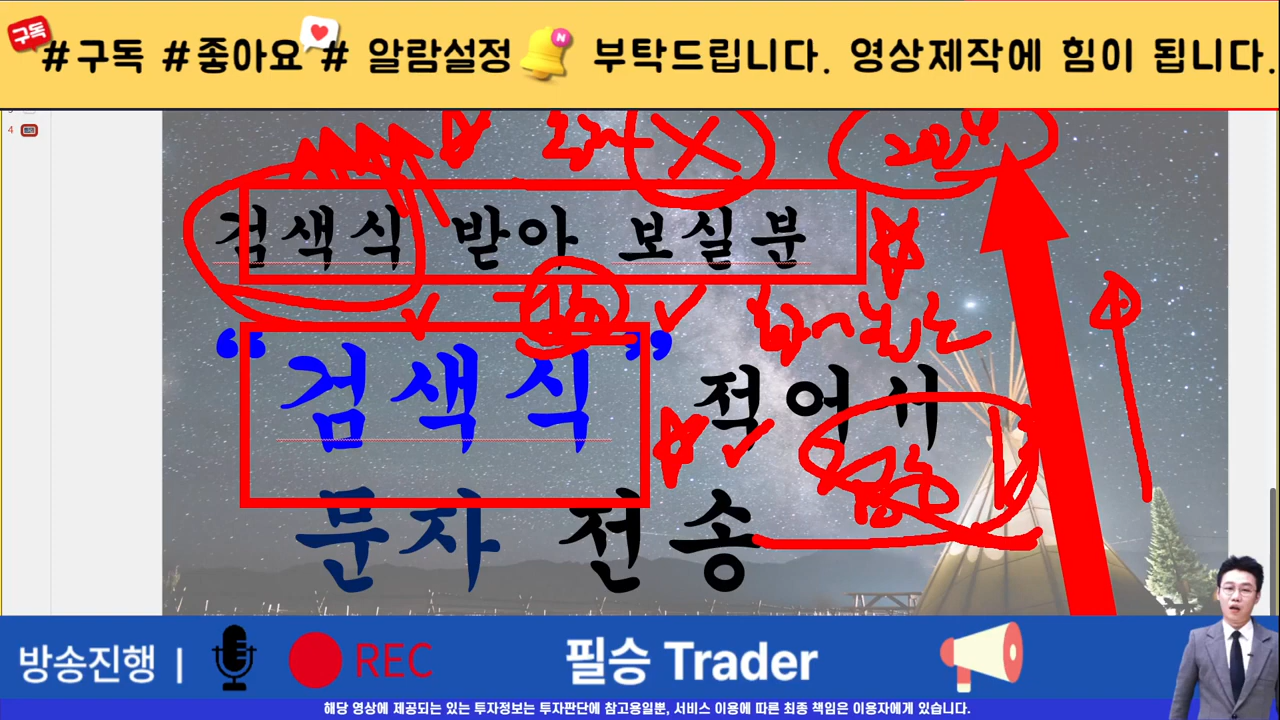 구독
#구독 #좋아요 # 알람설정 N 부탁드립니다. 영상제작에 힘이 됩니다.
4
검색식 받아 보실분
"검색식" 적어서
문자 전송
방송진행 | REC 필승 Trader
해당 영상에 제공되는 있는 투자정보는 투자판단에 참고용일뿐, 서비스 이용에 따른 최종 책임은 이용자에게 있습니다.